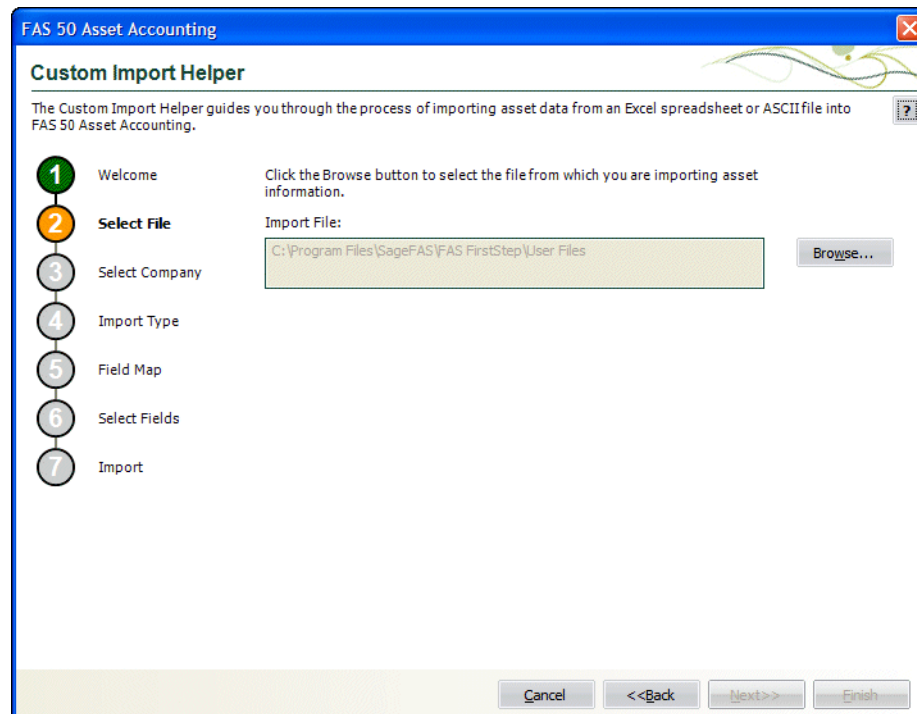 FAS 50 Asset Accounting
Custom Import Helper
The Custom Import Helper guides you through the process of importing asset data from an Excel spreadsheet or ASCII file into
FAS 50 Asset Accounting.
?
1 Welcome
Click the Browse button to select the file from which you are importing asset
information.
2 Select File
Import File:
C:\Program Files\SageFAS\FAS FirstStep\User Files
Browse...
3 Select Company
4 Import Type
5 Field Map
6 Select Fields
7 Import
Cancel
<<Back
Next>>
Finish